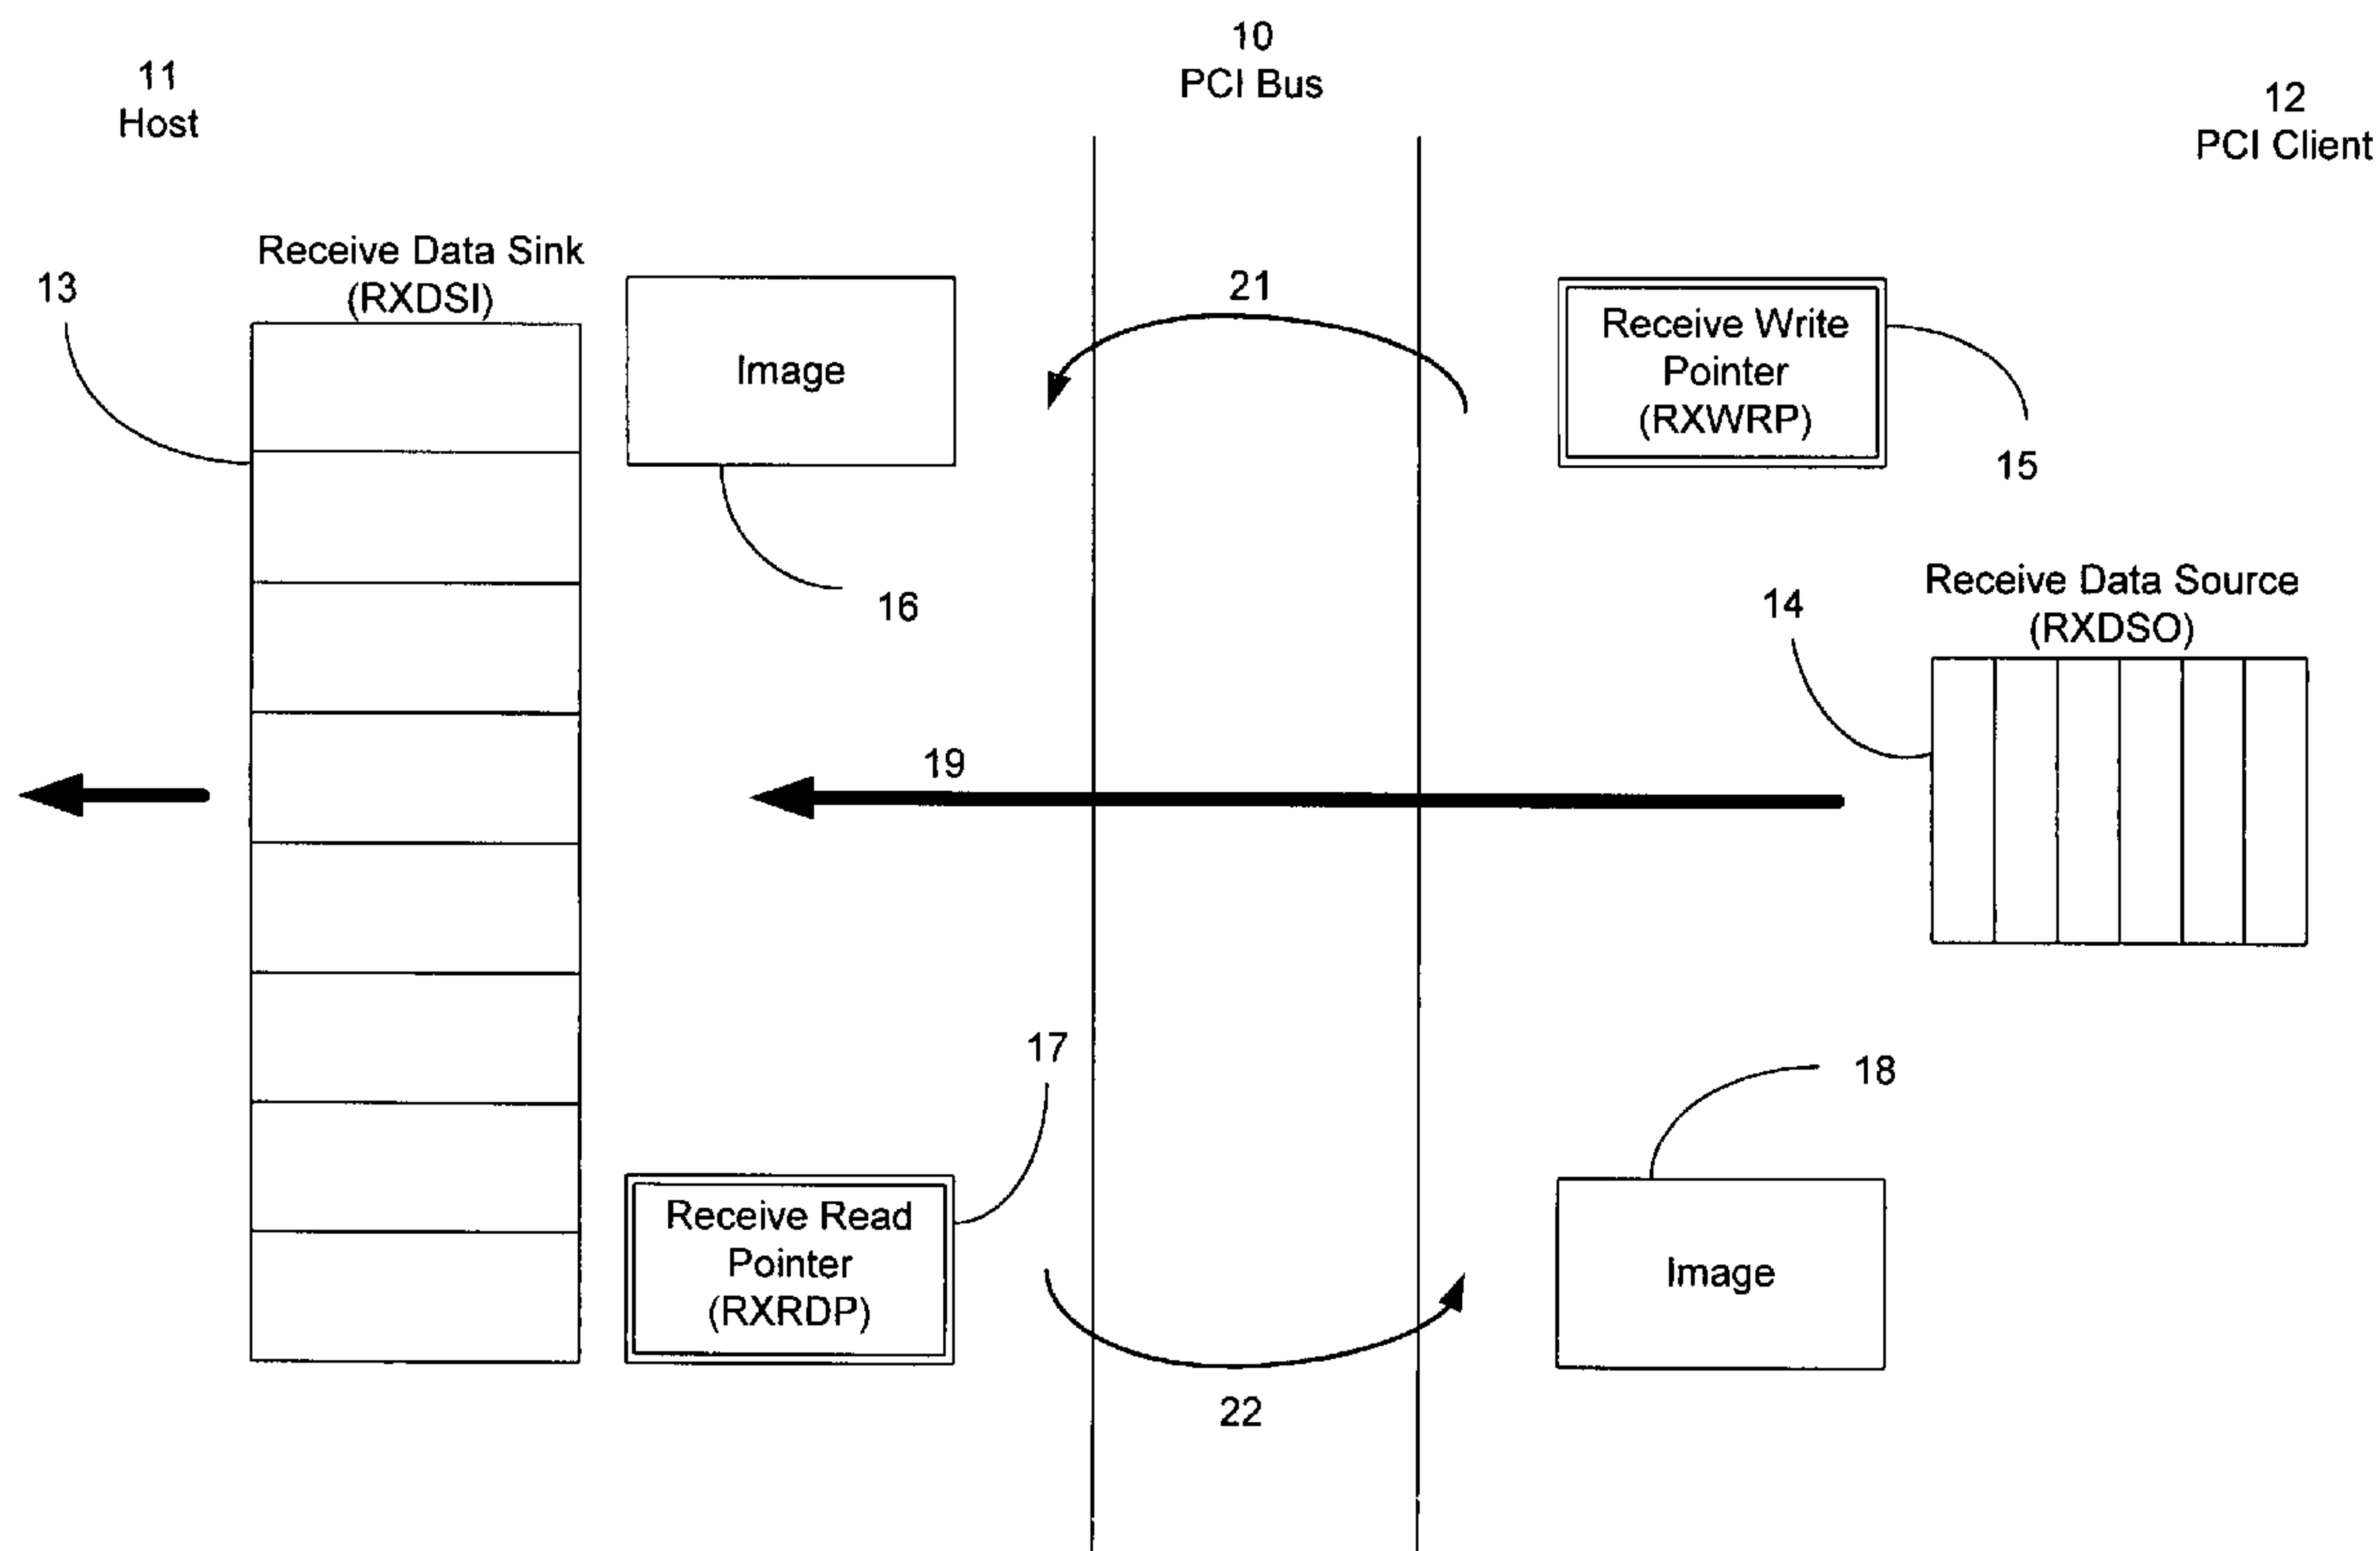 10
PCI Bus
11
Host
12
PCI Client
Receive Data Sink
(RXDSI)
13
21
Image
Receive Write
Pointer
(RXWRP)
15
16
Receive Data Source
(RXDSO)
14
19
17
18
Receive Read
Pointer
(RXRDP)
Image
22